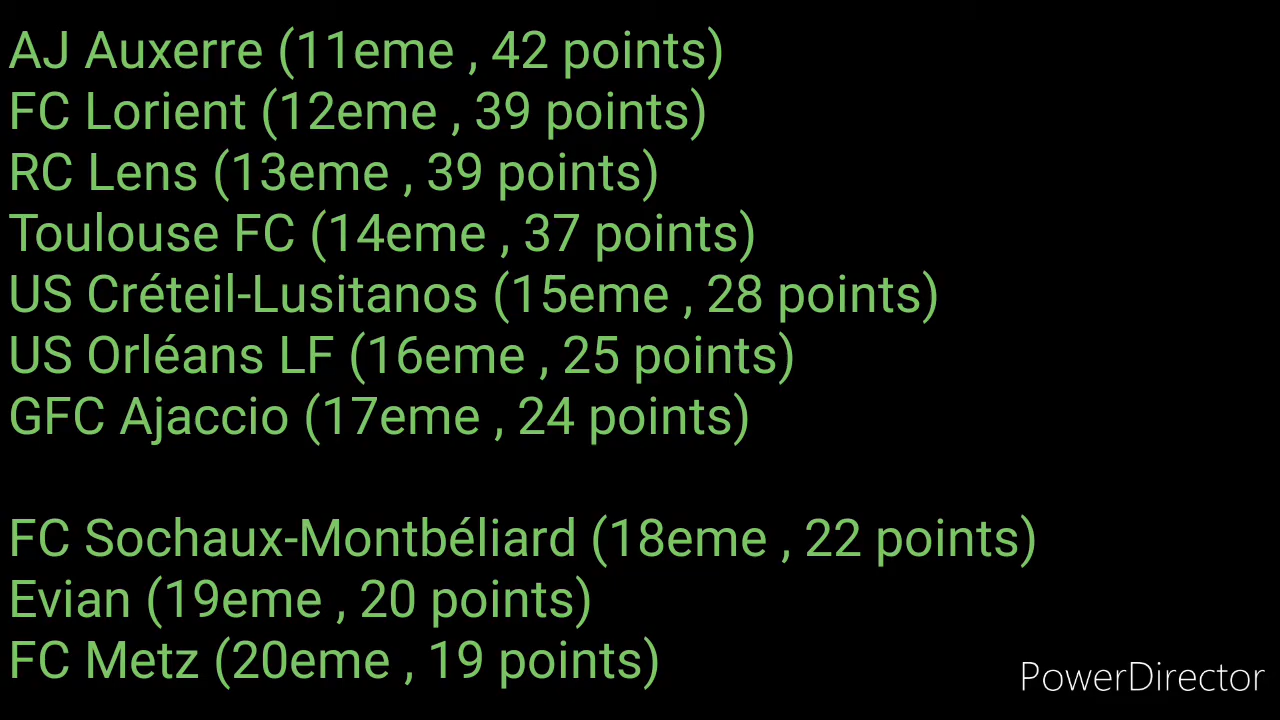 AJ Auxerre (11eme , 42 points)
FC Lorient (12eme , 39 points)
RC Lens (13eme , 39 points)
Toulouse FC (14eme , 37 points)
US Créteil-Lusitanos (15eme , 28 points)
US Orléans LF (16eme , 25 points)
GFC Ajaccio (17eme , 24 points)
FC Sochaux-Montbéliard (18eme , 22 points)
Evian (19eme , 20 points)
FC Metz (20eme , 19 points)
PowerDirector